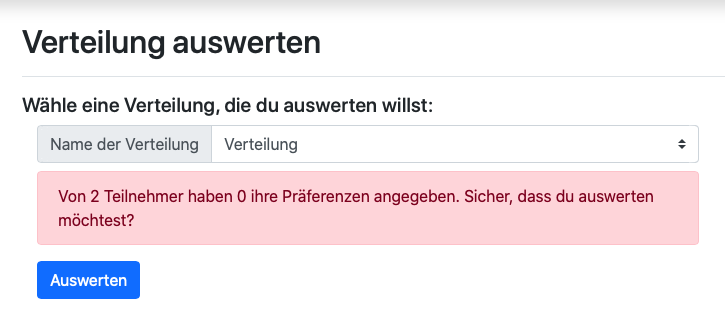 Verteilung auswerten
Wähle eine Verteilung, die du auswerten willst:
Name der Verteilung Verteilung
Von 2 Teilnehmer haben 0 ihre Präferenzen angegeben. Sicher, dass du auswerten
möchtest?
Auswerten